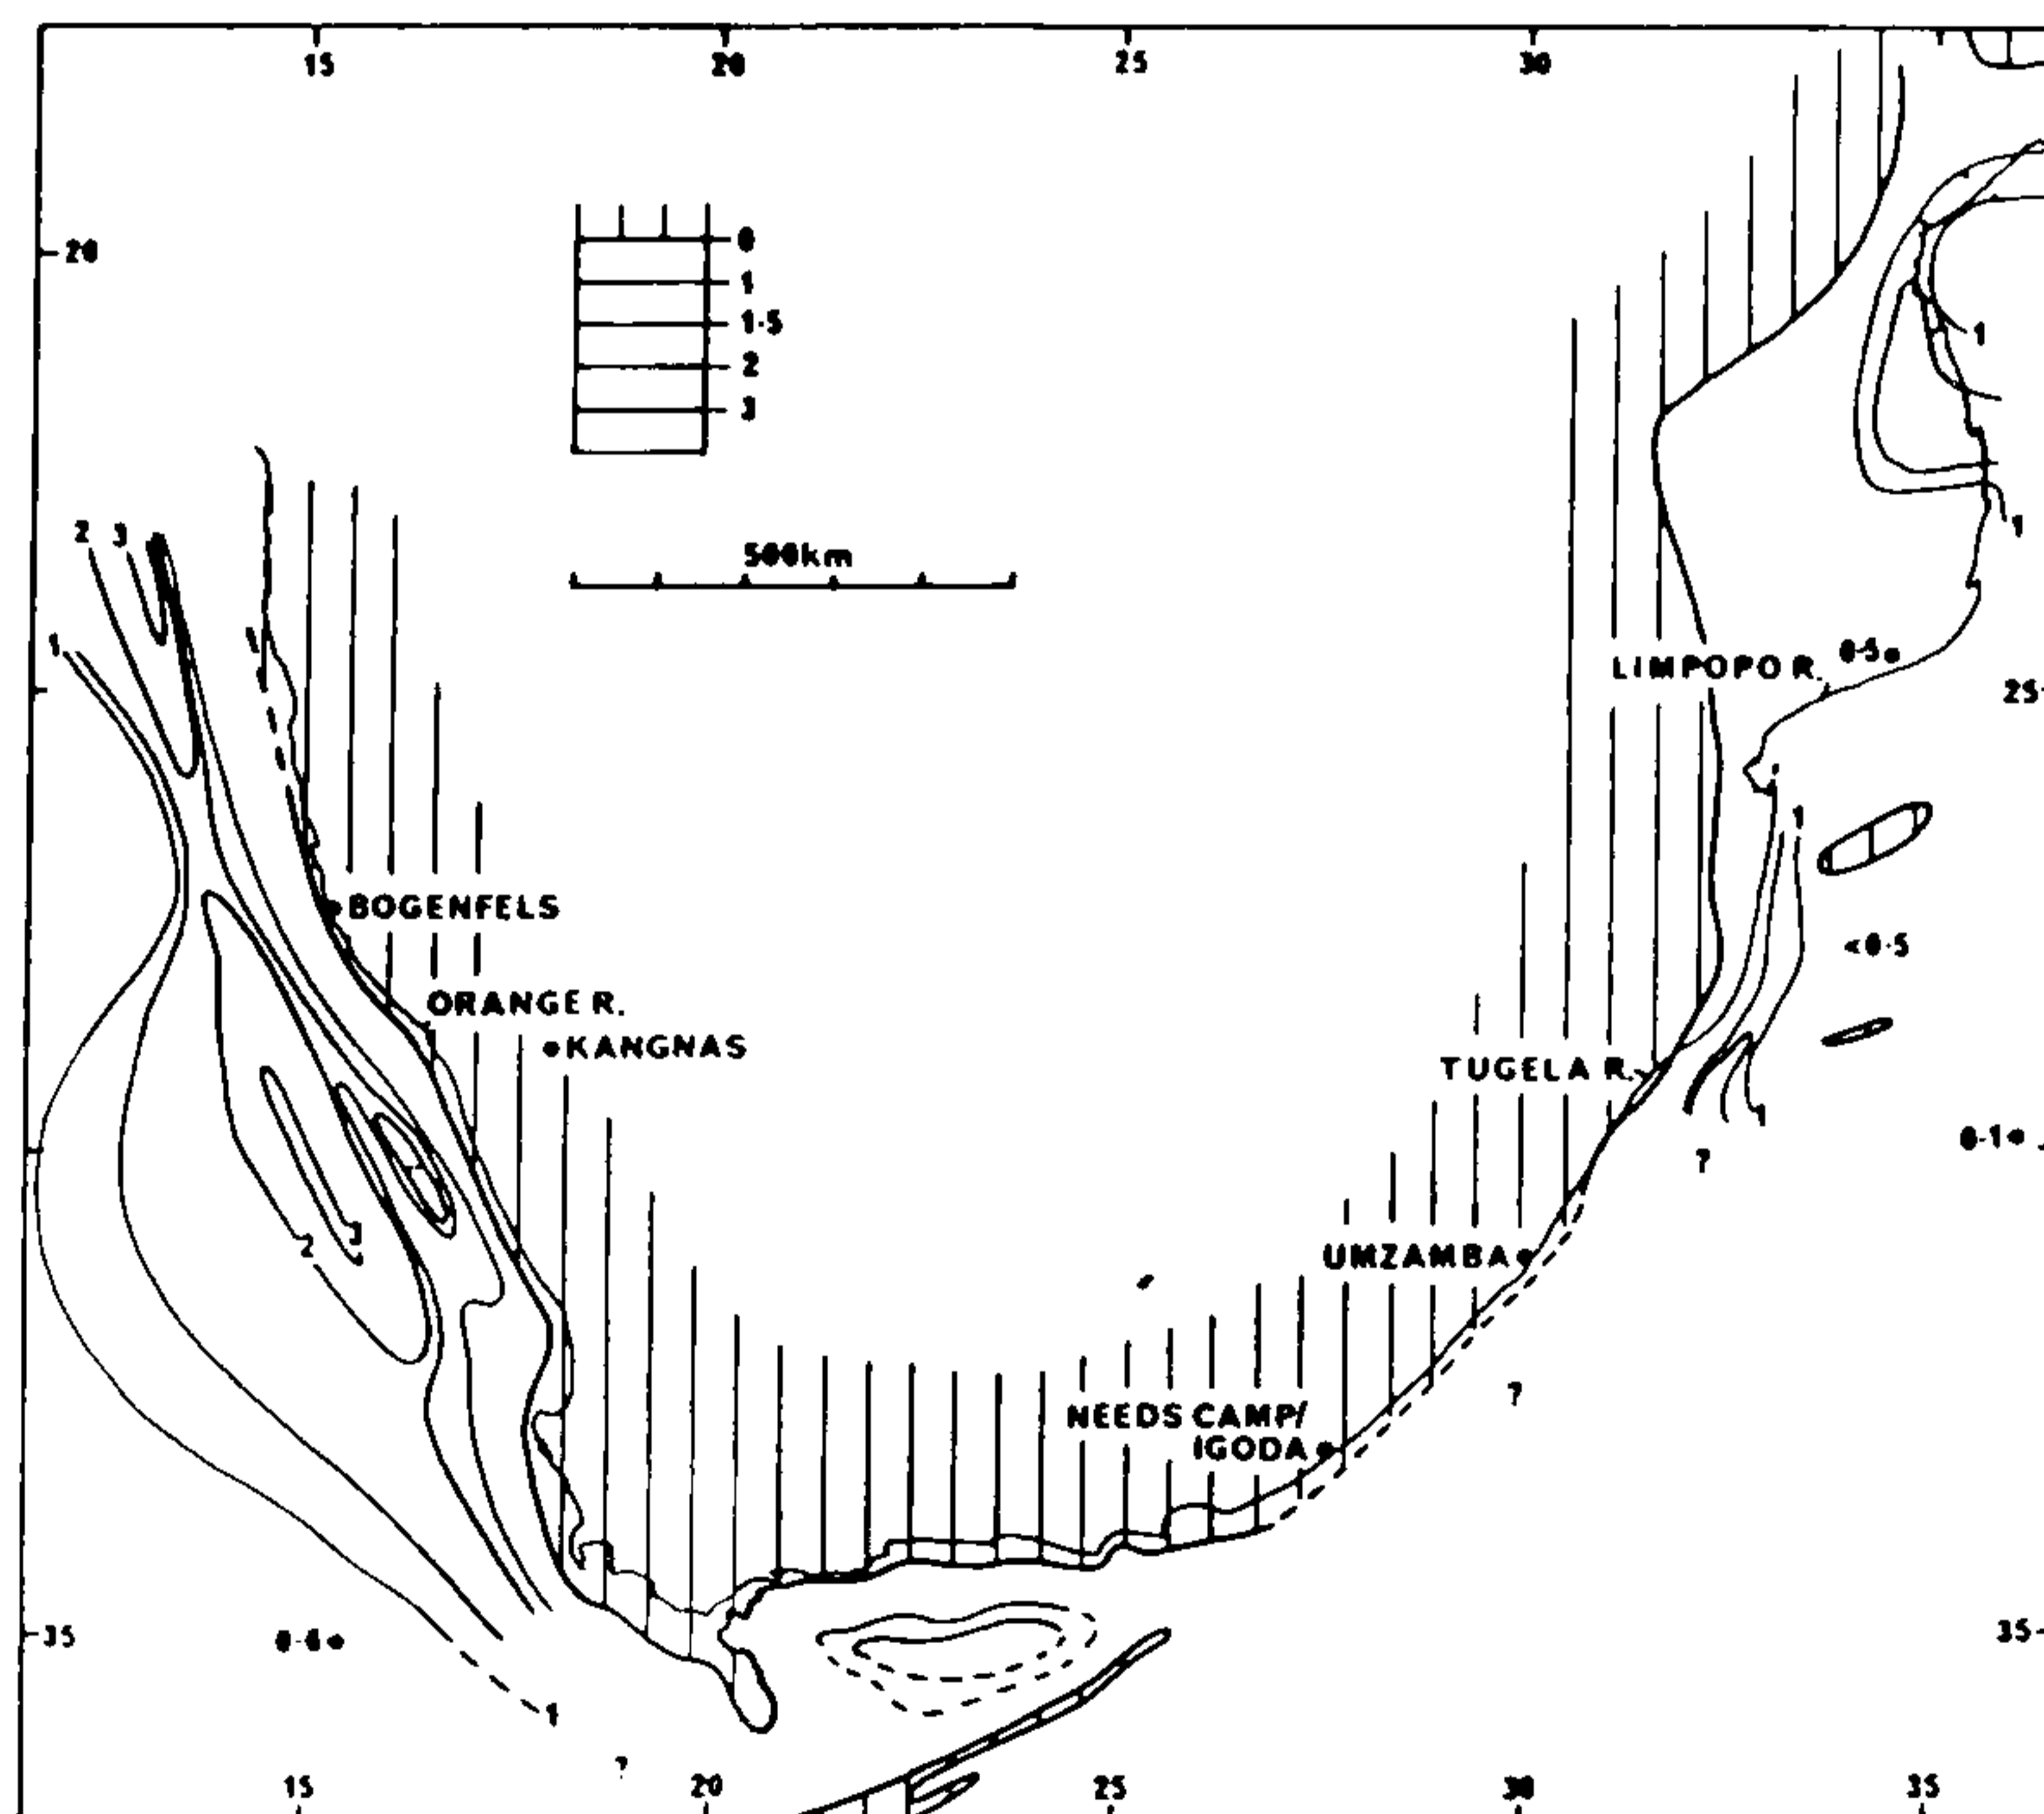 15 20 25 30
20
0
1
1·5
2
3
1
2 3
500km
1
1
LIMPOPO R. 0·5
25
1
BOGENFELS
<0·5
ORANGE R.
KANGNAS
TUGELA R.
1
0·1
?
3
2
UMZAMBA
?
NEEDS CAMP/
IGODA
35 0·6 35
1
?
15 20 25 30 35